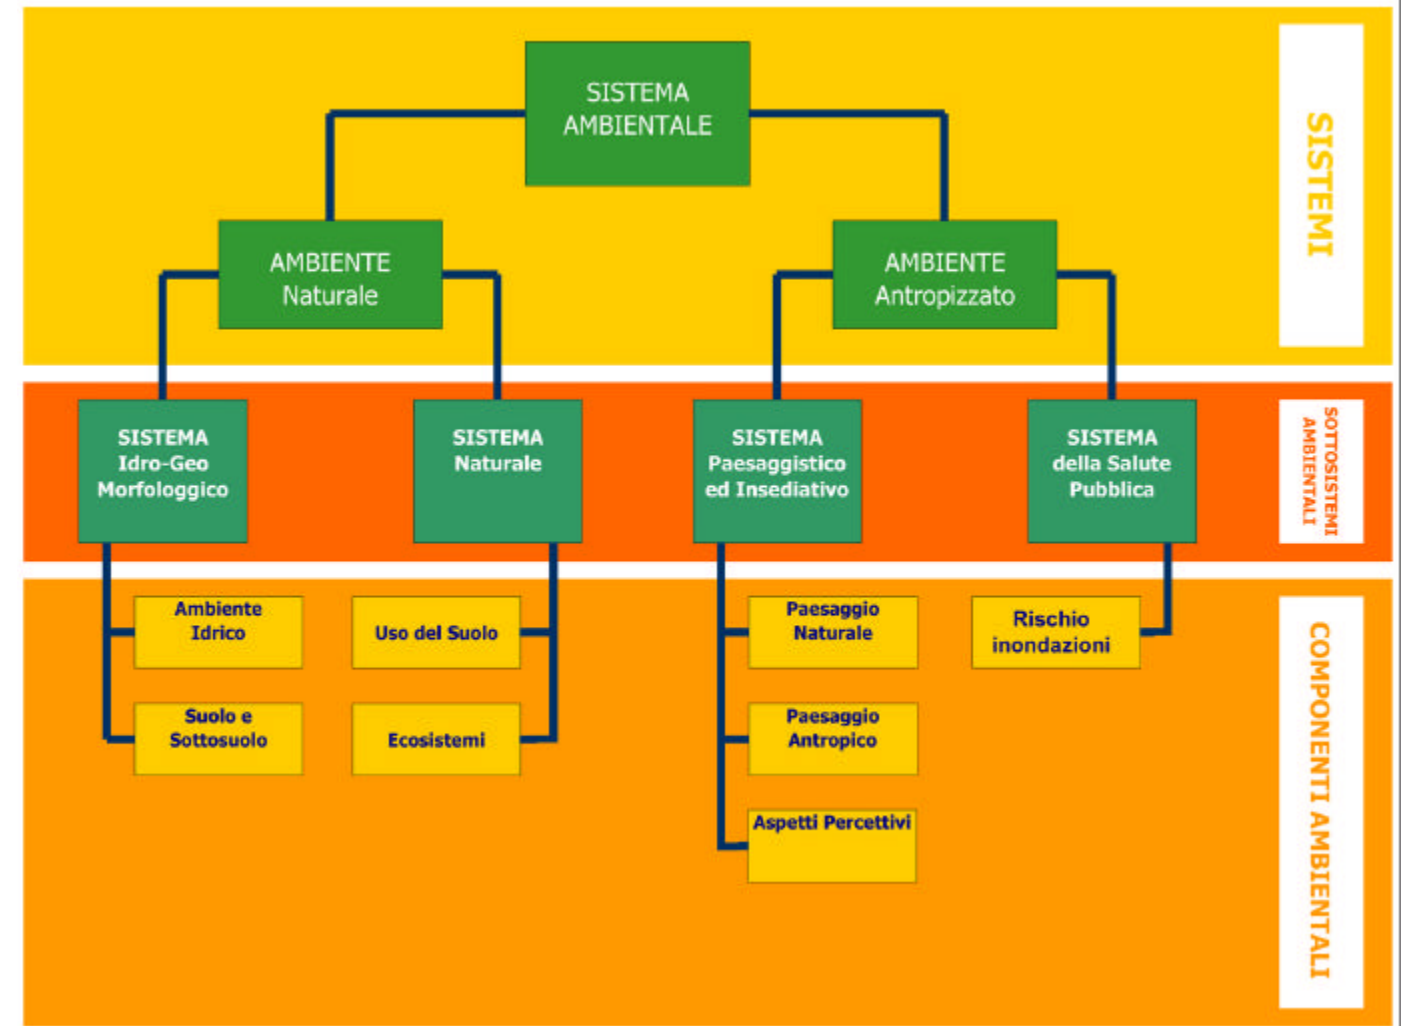 SISTEMA
AMBIENTALE
SISTEMI
AMBIENTE
Naturale
AMBIENTE
Antropizzato
SISTEMA
Idro-Geo
Morfologgico
SISTEMA
Naturale
SISTEMA
Paesaggistico
ed Insediativo
SISTEMA
della Salute
Pubblica
SOTTOSISTEMI
AMBIENTALI
Ambiente
Idrico
Uso del Suolo
Paesaggio
Naturale
Rischio
inondazioni
Suolo e
Sottosuolo
Ecosistemi
Paesaggio
Antropico
Aspetti Percettivi
COMPONENTI AMBIENTALI